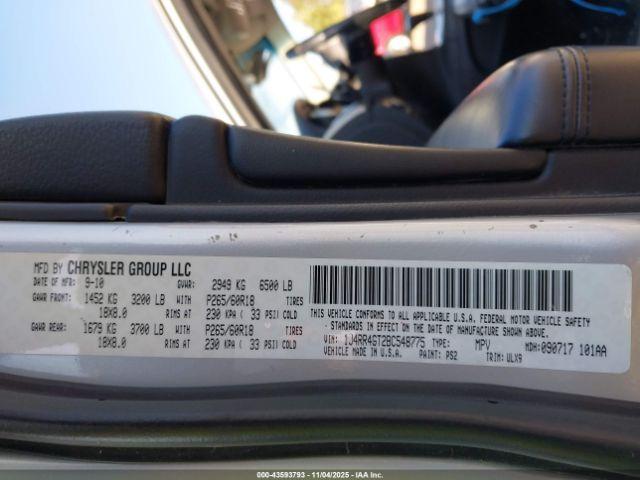 MFD BY CHRYSLER GROUP LLC
DATE OF MFR: 9-10 GVWR: 2949 KG 6500 LB
GAWR FRONT: 1452 KG 3200 LB WITH P265/60R18 TIRES
18X8.0 RIMS AT 230 KPA ( 33 PSI) COLD
GAWR REAR: 1679 KG 3700 LB WITH P265/60R18 TIRES
18X8.0 RIMS AT 230 KPA ( 33 PSI) COLD
THIS VEHICLE CONFORMS TO ALL APPLICABLE U.S.A. FEDERAL MOTOR VEHICLE SAFETY
STANDARDS IN EFFECT ON THE DATE OF MANUFACTURE SHOWN ABOVE.
VIN: 1J4RR4GT2BC548775 TYPE: MPV MDH: 090717 101AA
VEHICLE MADE IN U.S.A. PAINT: PS2 TRIM: ULX9
000-43593793 - 11/04/2025 - IAA Inc.